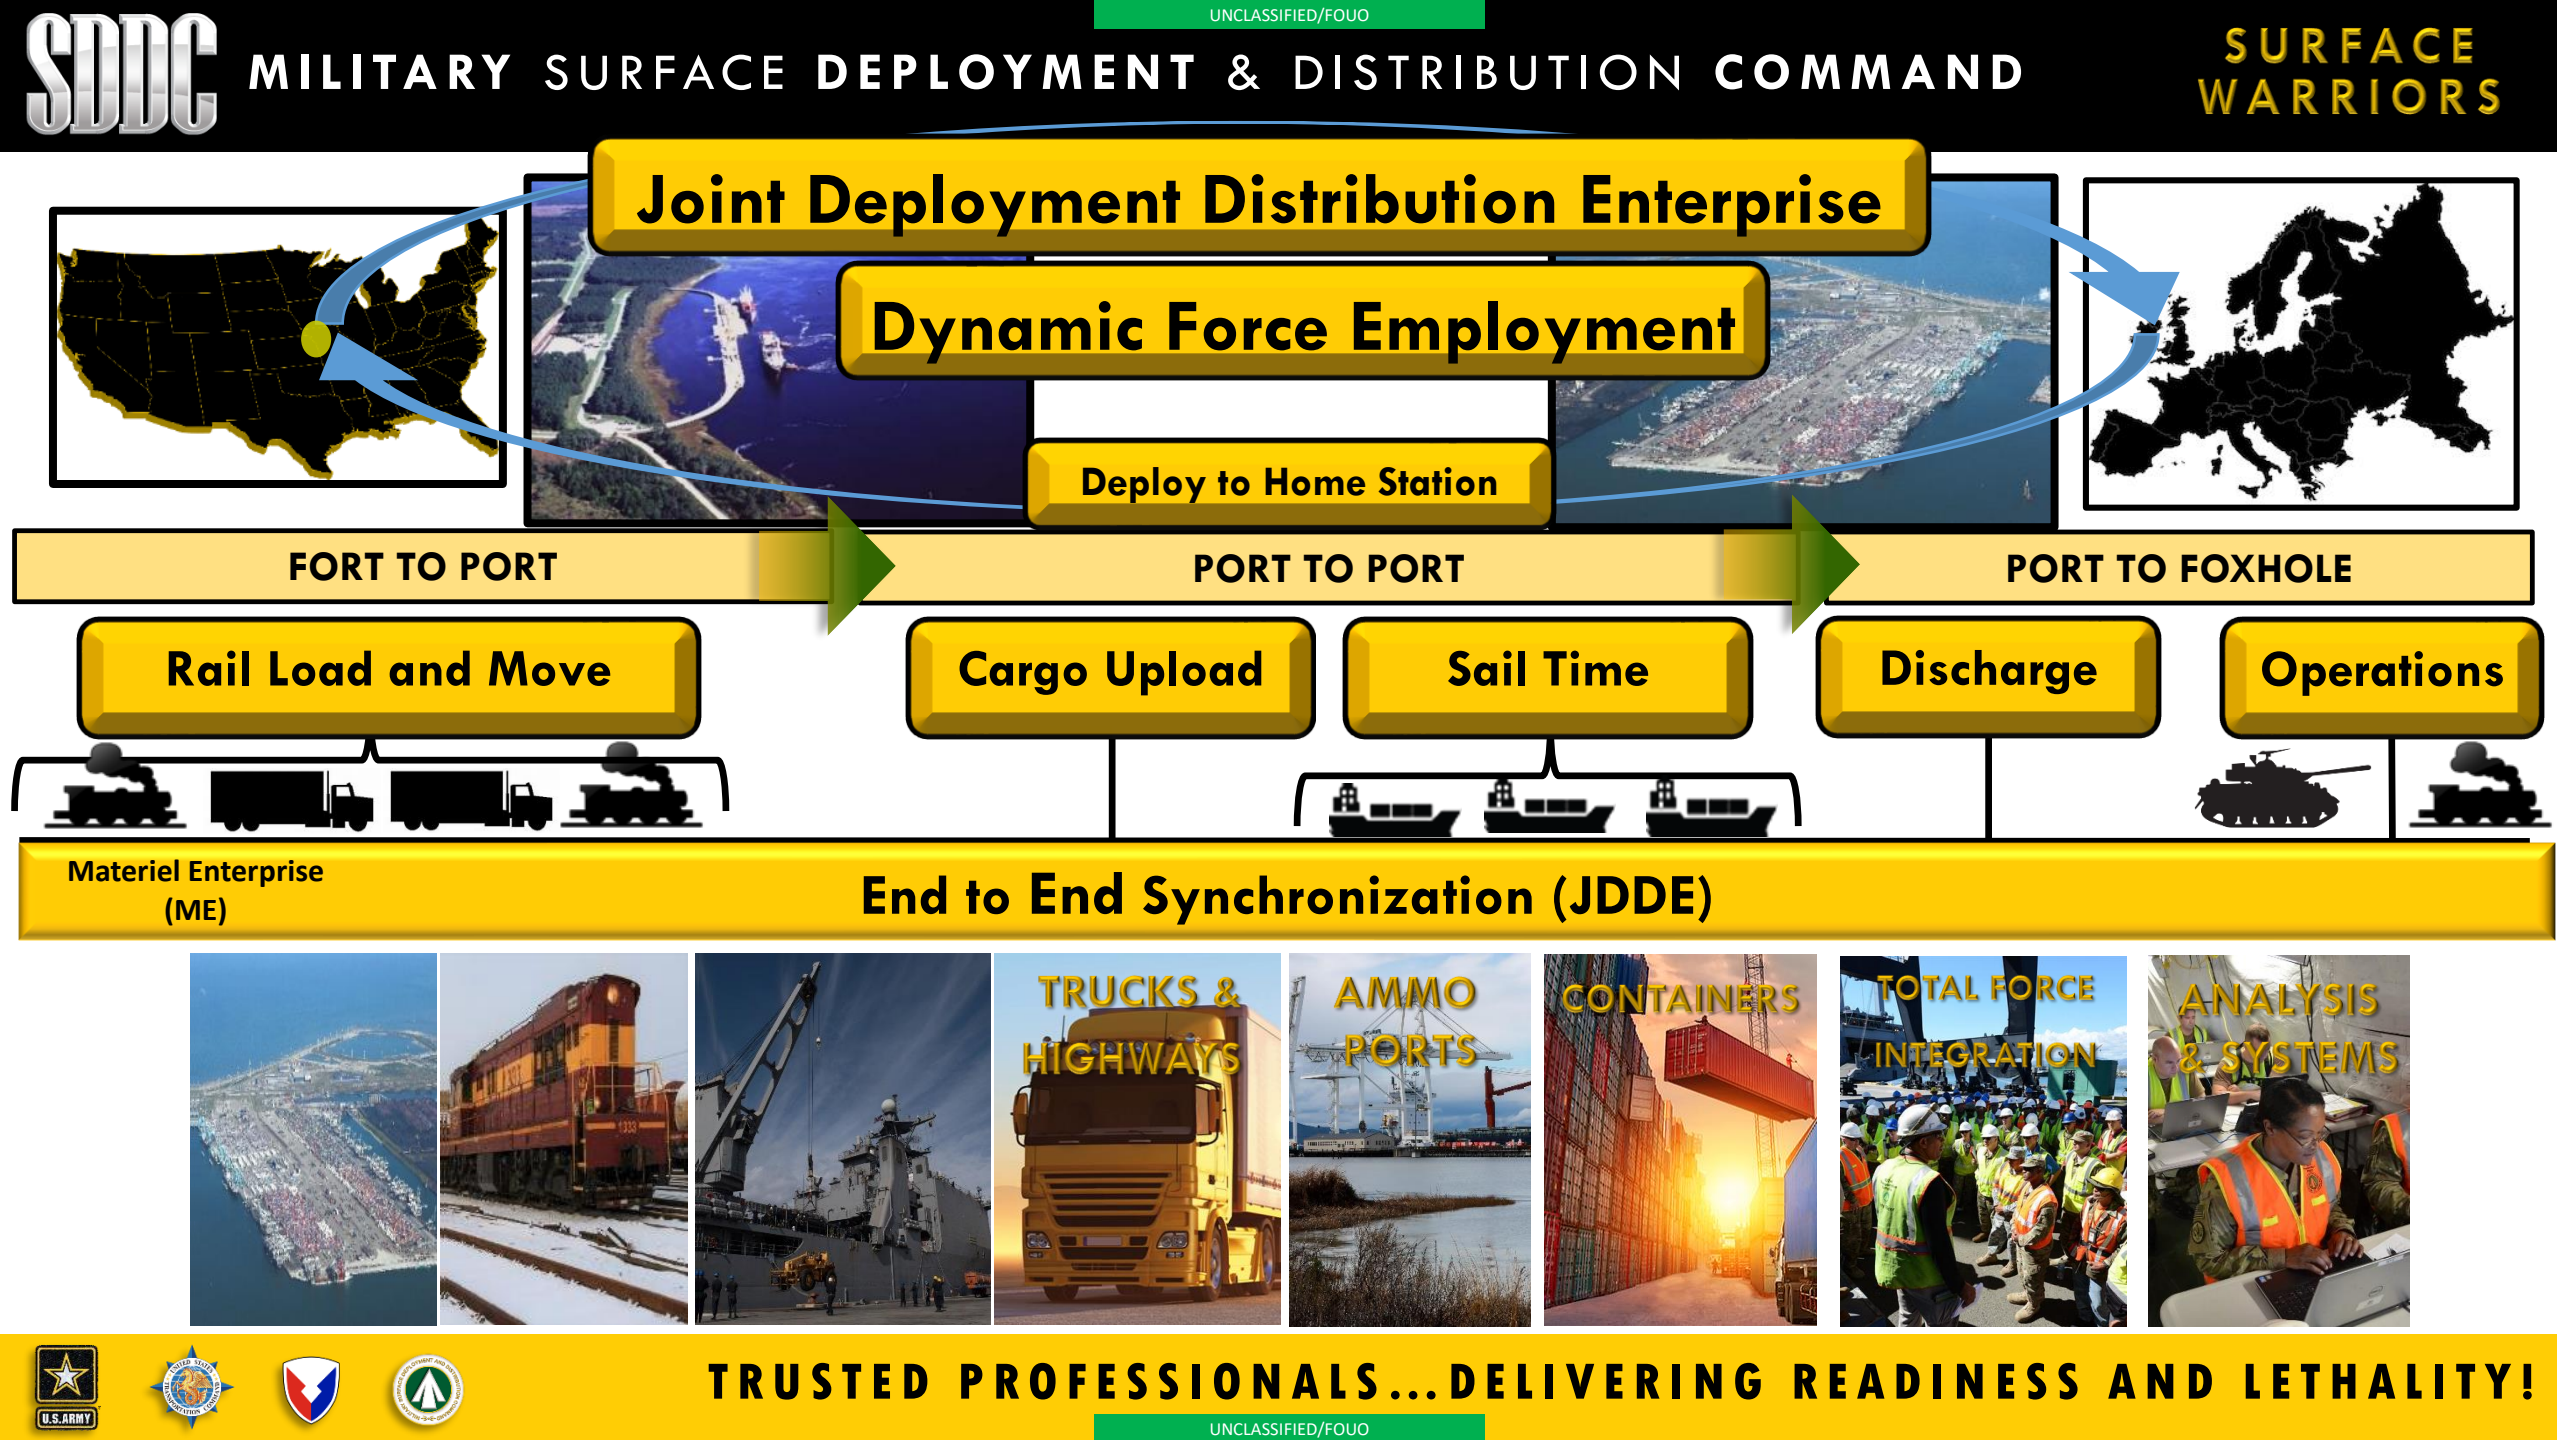 UNCLASSIFIED/FOUO
SDDC
MILITARY SURFACE DEPLOYMENT & DISTRIBUTION COMMAND
SURFACE
WARRIORS
Joint Deployment Distribution Enterprise
Dynamic Force Employment
Deploy to Home Station
FORT TO PORT
PORT TO PORT
PORT TO FOXHOLE
Rail Load and Move
Cargo Upload
Sail Time
Discharge
Operations
Materiel Enterprise
(ME)
End to End Synchronization (JDDE)
TRUCKS &
HIGHWAYS
AMMO
PORTS
CONTAINERS
TOTAL FORCE
INTEGRATION
ANALYSIS
& SYSTEMS
U.S.ARMY
TRUSTED PROFESSIONALS...DELIVERING READINESS AND LETHALITY!
UNCLASSIFIED/FOUO